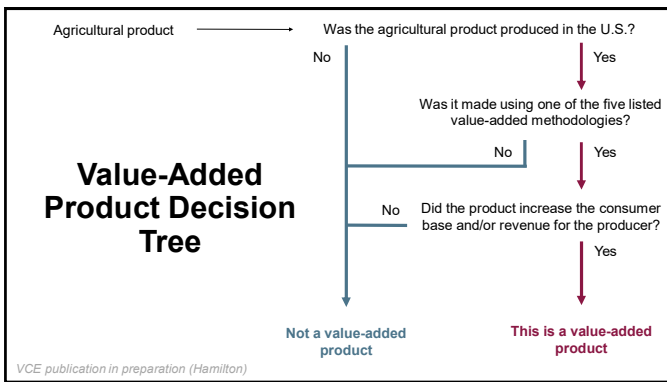 Agricultural product
Was the agricultural product produced in the U.S.?
No
Yes
Was it made using one of the five listed
value-added methodologies?
No
Yes
Value-Added
Product Decision
Tree
No
Did the product increase the consumer
base and/or revenue for the producer?
Yes
Not a value-added
product
This is a value-added
product
VCE publication in preparation (Hamilton)